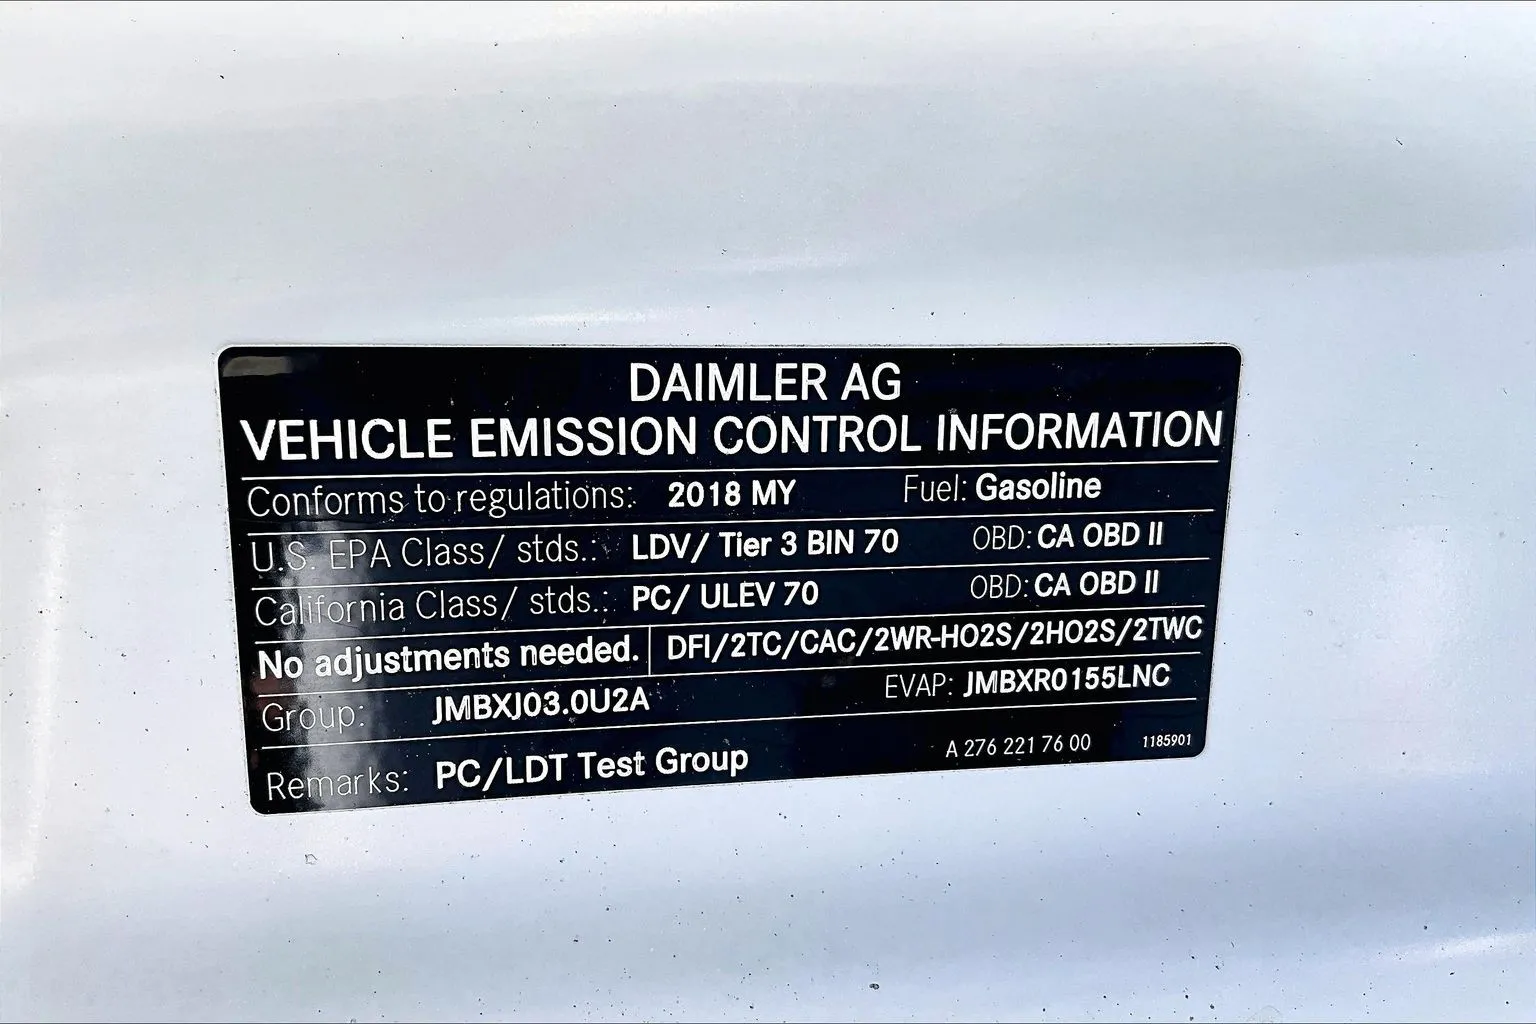 DAIMLER AG
VEHICLE EMISSION CONTROL INFORMATION
Conforms to regulations: 2018 MY Fuel: Gasoline
U.S. EPA Class/ stds.: LDV/ Tier 3 BIN 70 OBD: CA OBD II
California Class/ stds.: PC/ ULEV 70 OBD: CA OBD II
No adjustments needed. DFI/2TC/CAC/2WR-HO2S/2HO2S/2TWC
Group: JMBXJ03.0U2A EVAP: JMBXR0155LNC
Remarks: PC/LDT Test Group A 276 221 76 00 1185901